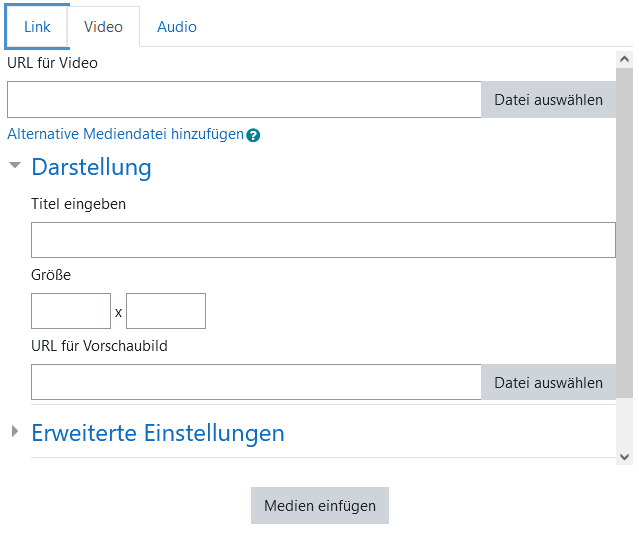 Link Video Audio
URL für Video
Datei auswählen
Alternative Mediendatei hinzufügen ?
Darstellung
Titel eingeben
Größe
x
URL für Vorschaubild
Datei auswählen
Erweiterte Einstellungen
Medien einfügen